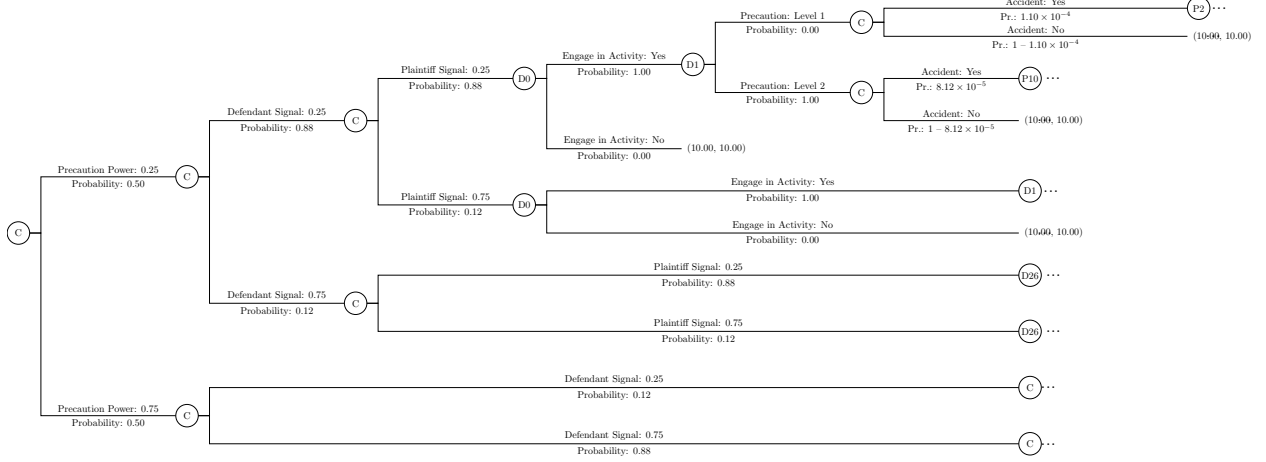 Accident: Yes
P2 ···
Pr.: 1.10 × 10⁻⁴
Precaution: Level 1
C
Probability: 0.00
Accident: No
(10.00, 10.00)
Pr.: 1 – 1.10 × 10⁻⁴
Engage in Activity: Yes
D1
Probability: 1.00
Plaintiff Signal: 0.25
D0
Probability: 0.88
Accident: Yes
P10 ···
Pr.: 8.12 × 10⁻⁵
Precaution: Level 2
C
Probability: 1.00
Accident: No
(10.00, 10.00)
Pr.: 1 – 8.12 × 10⁻⁵
Defendant Signal: 0.25
C
Probability: 0.88
Engage in Activity: No
(10.00, 10.00)
Probability: 0.00
Precaution Power: 0.25
C
Probability: 0.50
Engage in Activity: Yes
D1 ···
Probability: 1.00
Plaintiff Signal: 0.75
D0
Probability: 0.12
Engage in Activity: No
(10.00, 10.00)
Probability: 0.00
C
Plaintiff Signal: 0.25
D26 ···
Probability: 0.88
Defendant Signal: 0.75
C
Probability: 0.12
Plaintiff Signal: 0.75
D26 ···
Probability: 0.12
Defendant Signal: 0.25
C ···
Probability: 0.12
Precaution Power: 0.75
C
Probability: 0.50
Defendant Signal: 0.75
C ···
Probability: 0.88